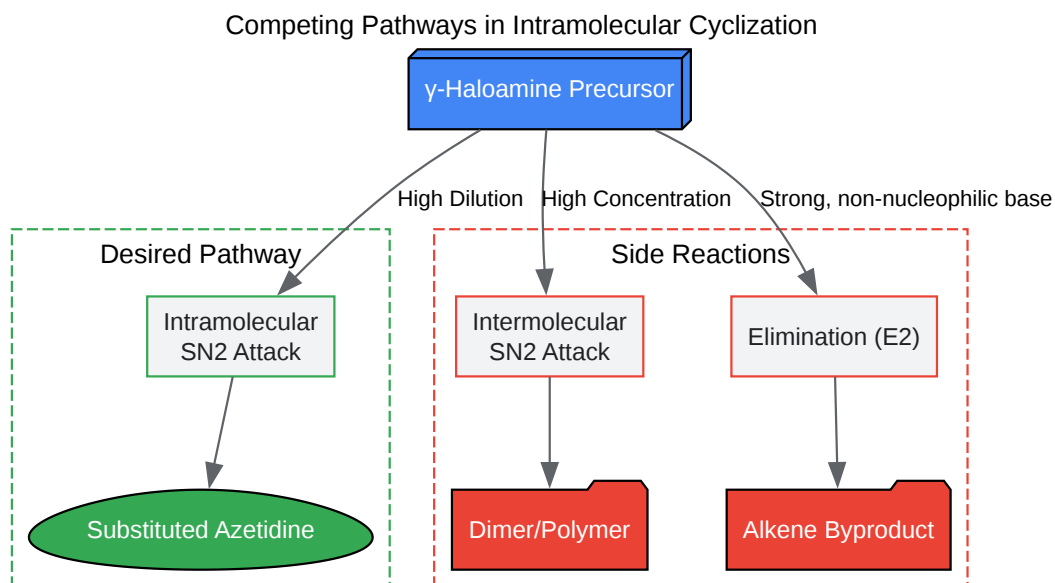 Competing Pathways in Intramolecular Cyclization
γ-Haloamine Precursor
High Dilution
High Concentration
Strong, non-nucleophilic base
Desired Pathway
Side Reactions
Intramolecular
SN2 Attack
Intermolecular
SN2 Attack
Elimination (E2)
Substituted Azetidine
Dimer/Polymer
Alkene Byproduct